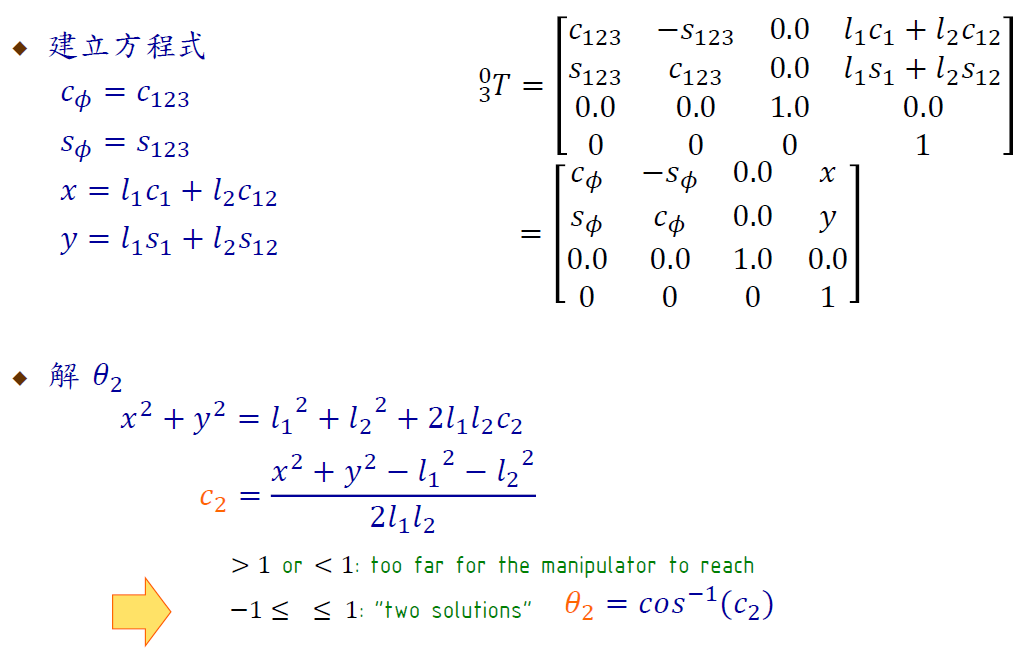 ◆ 建立方程式
c_ϕ = c_123
s_ϕ = s_123
x = l_1c_1 + l_2c_12
y = l_1s_1 + l_2s_12
^0_3T = [c_123 −s_123 0.0 l_1c_1 + l_2c_12
s_123 c_123 0.0 l_1s_1 + l_2s_12
0.0 0.0 1.0 0.0
0 0 0 1]
= [c_ϕ −s_ϕ 0.0 x
s_ϕ c_ϕ 0.0 y
0.0 0.0 1.0 0.0
0 0 0 1]
◆ 解 θ_2
x^2 + y^2 = l_1^2 + l_2^2 + 2l_1l_2c_2
c_2 = (x^2 + y^2 − l_1^2 − l_2^2) / (2l_1l_2)
> 1 or < 1: too far for the manipulator to reach
−1 ≤ ≤ 1: "two solutions" θ_2 = cos^−1(c_2)